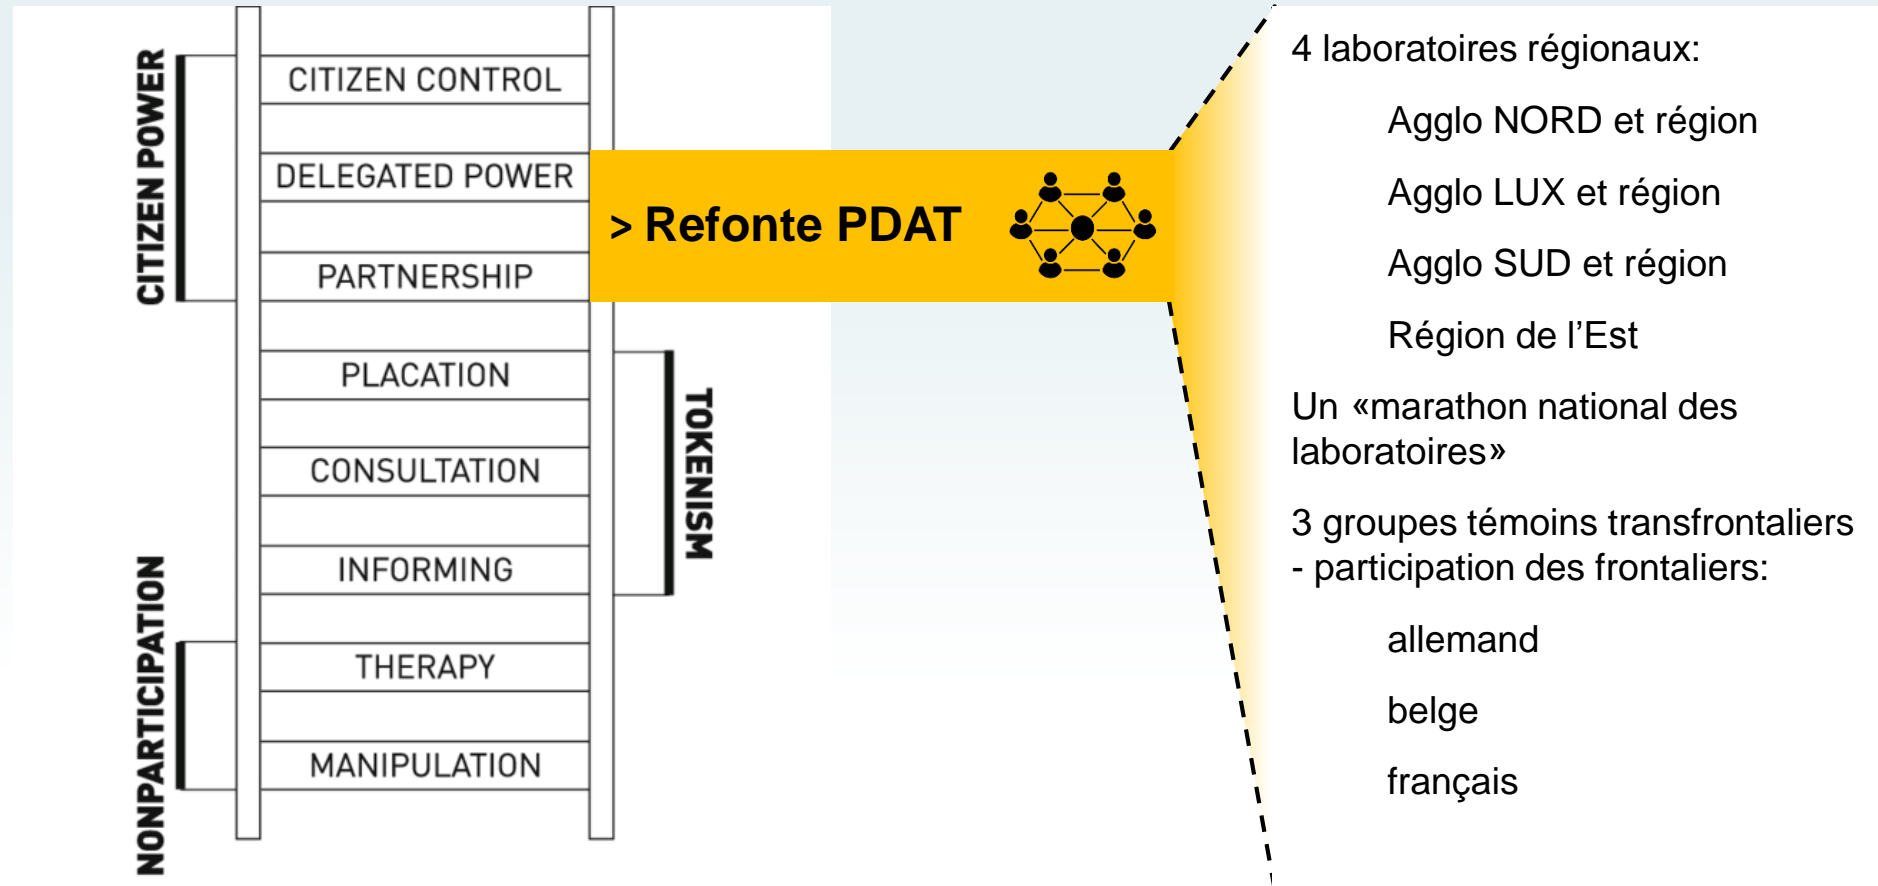 CITIZEN POWER
CITIZEN CONTROL
DELEGATED POWER
PARTNERSHIP
TOKENISM
PLACATION
CONSULTATION
INFORMING
NONPARTICIPATION
THERAPY
MANIPULATION
> Refonte PDAT
4 laboratoires régionaux:
Agglo NORD et région
Agglo LUX et région
Agglo SUD et région
Région de l’Est
Un «marathon national des
laboratoires»
3 groupes témoins transfrontaliers
- participation des frontaliers:
allemand
belge
français